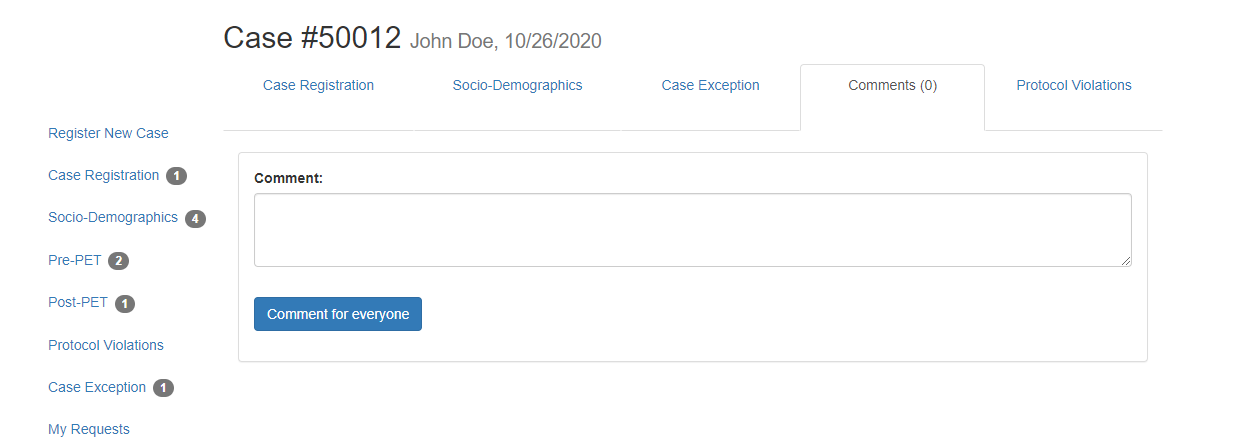 Case #50012 John Doe, 10/26/2020
Case Registration
Socio-Demographics
Case Exception
Comments (0)
Protocol Violations
Register New Case
Case Registration 1
Socio-Demographics 4
Pre-PET 2
Post-PET 1
Protocol Violations
Case Exception 1
My Requests
Comment:
Comment for everyone